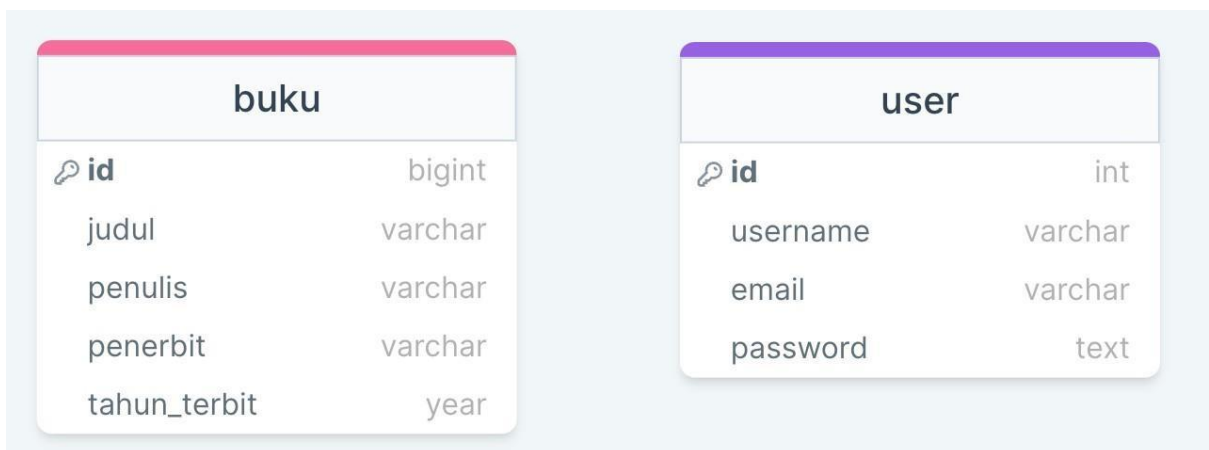 buku
id bigint
judul varchar
penulis varchar
penerbit varchar
tahun_terbit year
user
id int
username varchar
email varchar
password text